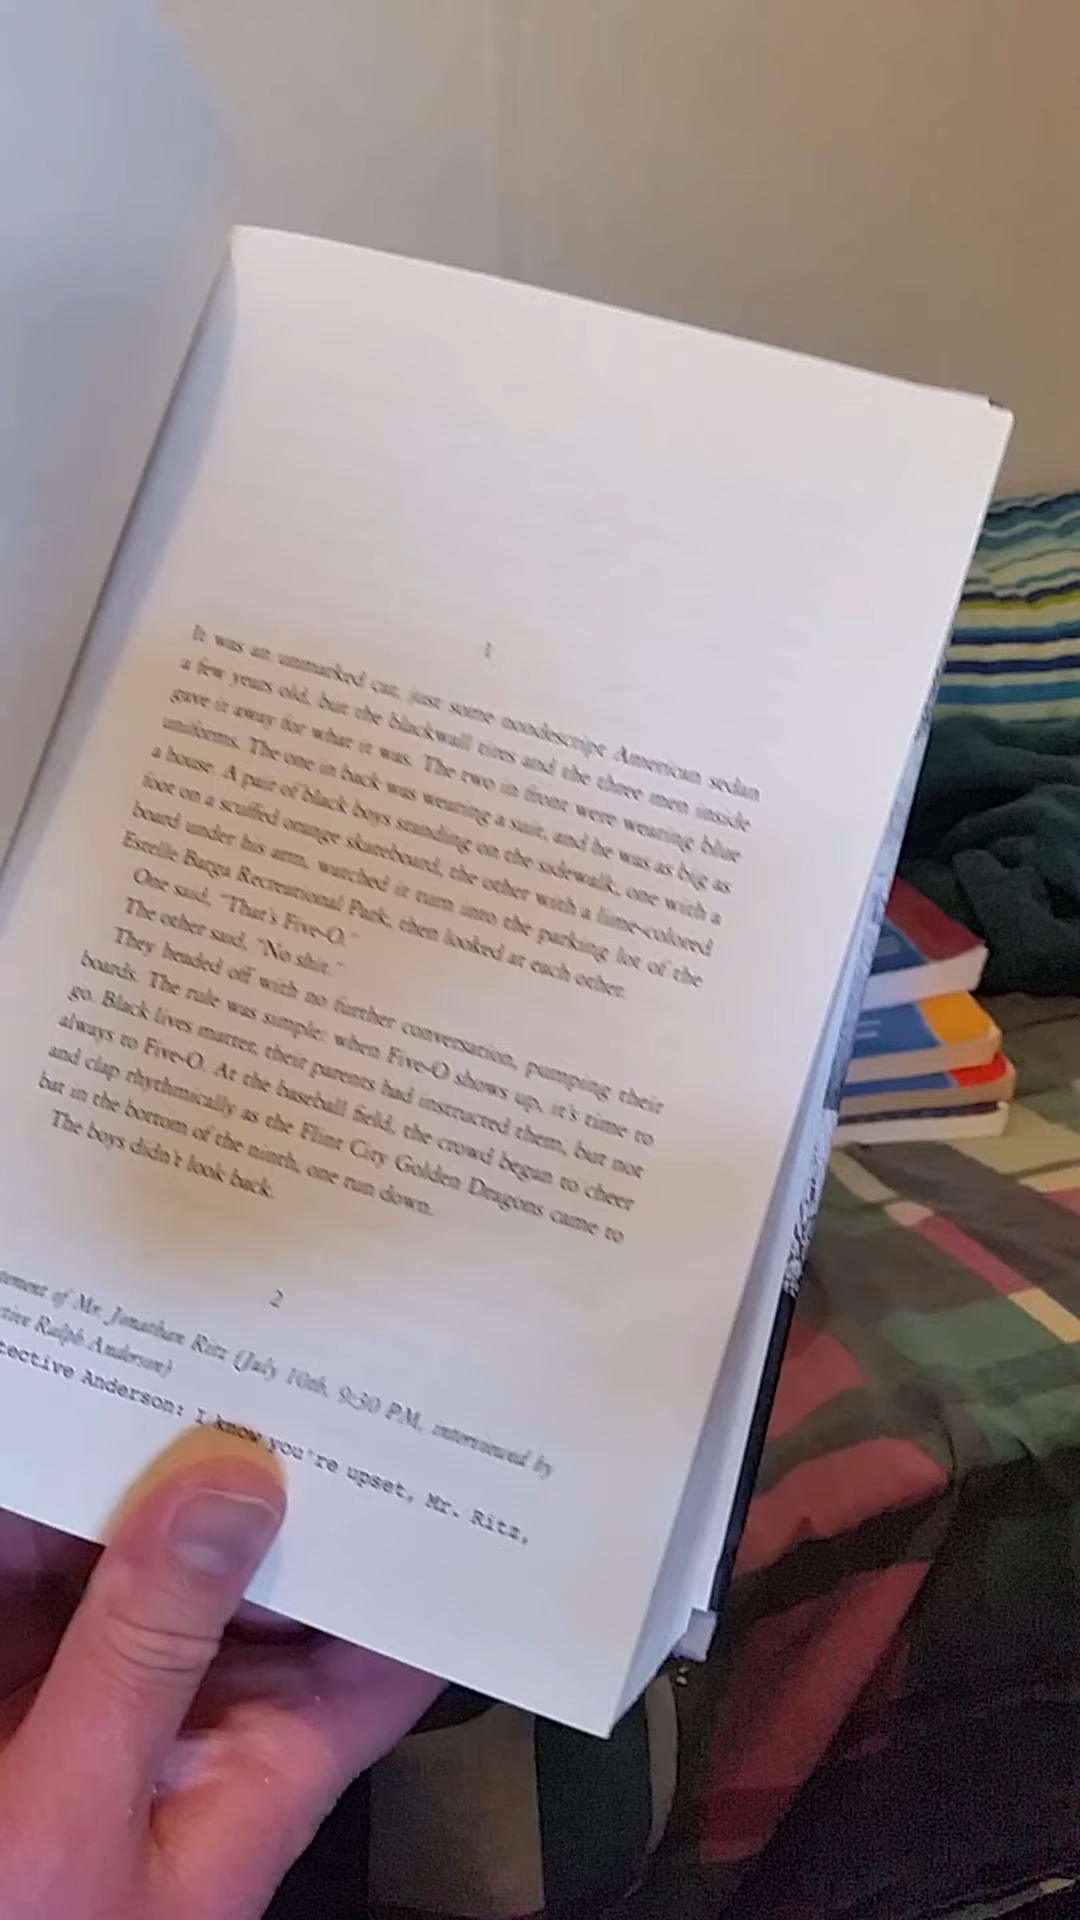 1
It was an unmarked car, just some nondescript American sedan
a few years old, but the blackwall tires and the three men inside
gave it away for what it was. The two in front were wearing blue
uniforms. The one in back was wearing a suit, and he was as big as
a house. A pair of black boys standing on the sidewalk, one with a
foot on a scuffed orange skateboard, the other with a lime-colored
board under his arm, watched it turn into the parking lot of the
Estelle Barga Recreational Park, then looked at each other.
One said, “That’s Five-O.”
The other said, “No shit.”
They headed off with no further conversation, pumping their
boards. The rule was simple: when Five-O shows up, it’s time to
go. Black lives matter, their parents had instructed them, but not
always to Five-O. At the baseball field, the crowd began to cheer
and clap rhythmically as the Flint City Golden Dragons came to
bat in the bottom of the ninth, one run down.
The boys didn’t look back.
2
tement of Mr. Jonathan Ritz (July 10th, 9:30 PM, interviewed by
ctive Ralph Anderson)
tective Anderson: I know you're upset, Mr. Ritz,